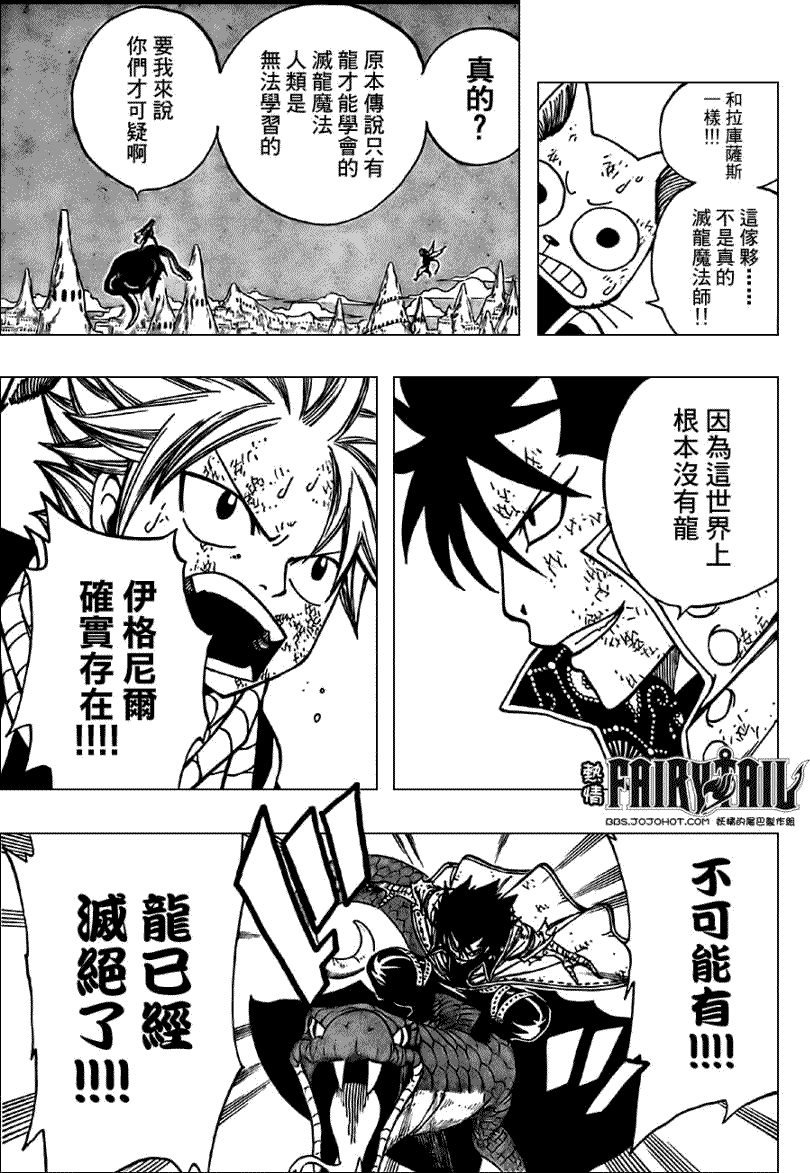 和拉庫薩斯
一樣!!!
這傢夥……
不是真的
滅龍魔法師!!
真的?
原本傳說只有
龍才能學會的
滅龍魔法
人類是
無法學習的
要我來說
你們才可疑啊
因為這世界上
根本沒有龍
伊格尼爾
確實存在!!!!
熱情
FAIRY TAIL
BBS.JOJOHOT.COM 妖精的尾巴製作組
不可能有!!!!
龍已經
滅絕了!!!!